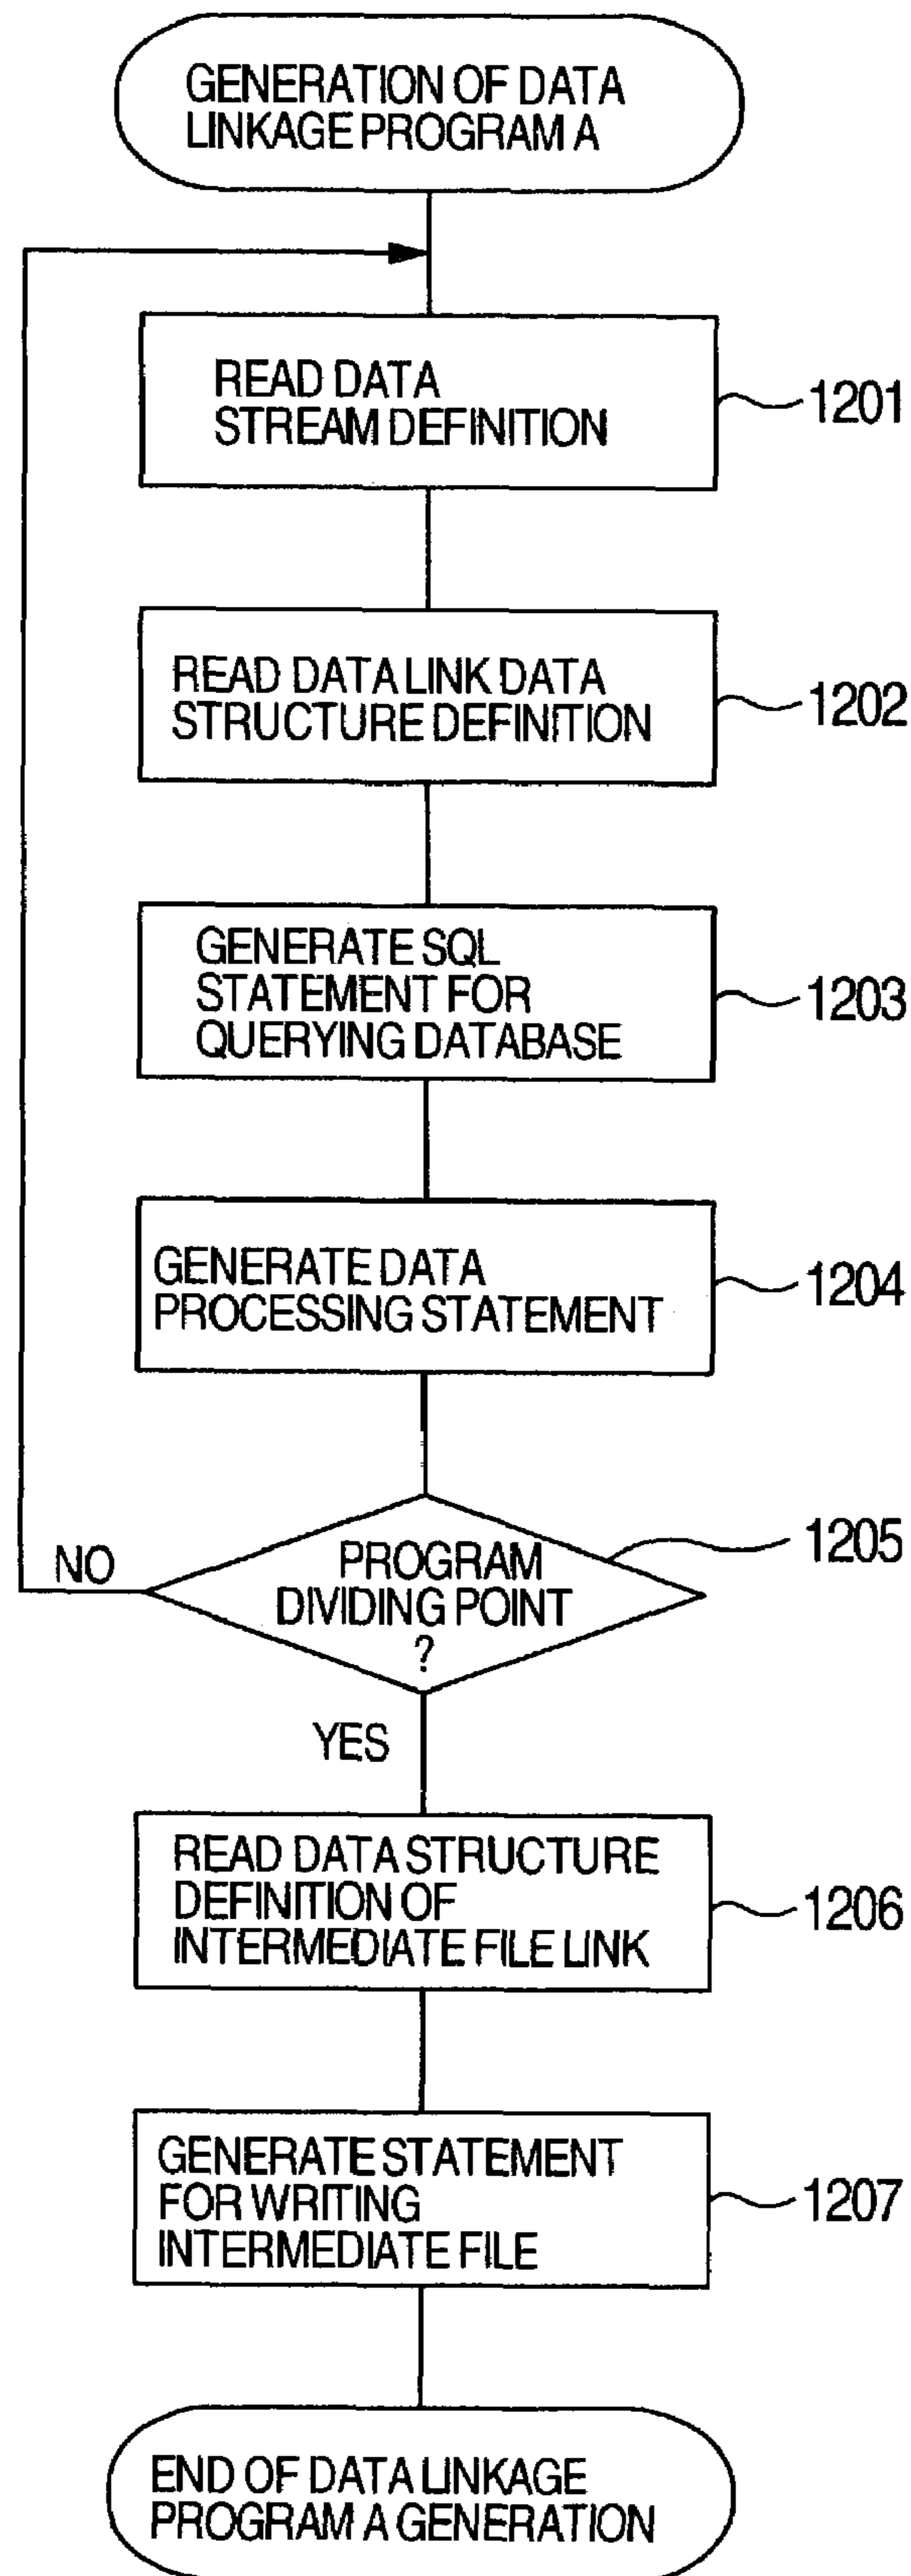 GENERATION OF DATA
LINKAGE PROGRAM A
READ DATA
STREAM DEFINITION
1201
READ DATA LINK DATA
STRUCTURE DEFINITION
1202
GENERATE SQL
STATEMENT FOR
QUERYING DATABASE
1203
GENERATE DATA
PROCESSING STATEMENT
1204
PROGRAM
DIVIDING POINT
?
1205
NO
YES
READ DATA STRUCTURE
DEFINITION OF
INTERMEDIATE FILE LINK
1206
GENERATE STATEMENT
FOR WRITING
INTERMEDIATE FILE
1207
END OF DATA LINKAGE
PROGRAM A GENERATION